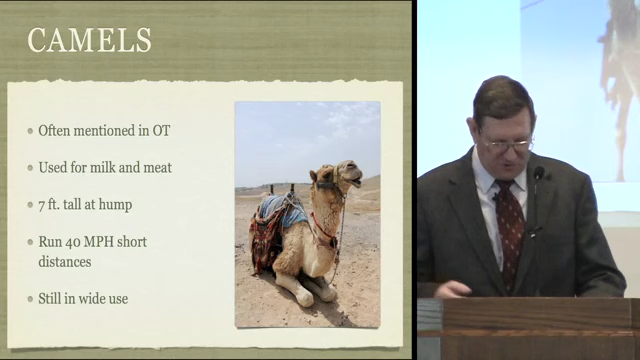 CAMELS
Often mentioned in OT
Used for milk and meat
7 ft. tall at hump
Run 40 MPH short
distances
Still in wide use